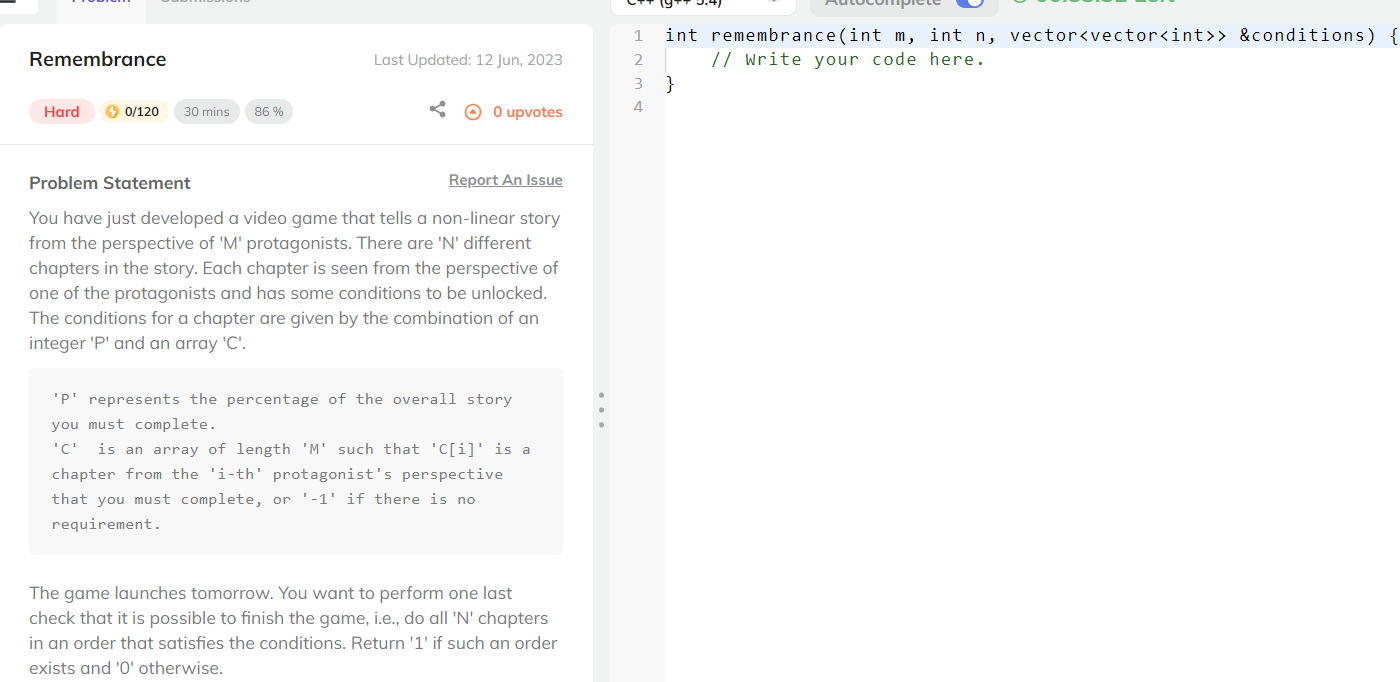 Problem Submissions
C++ (g++ 5.4) Autocomplete
Remembrance Last Updated: 12 Jun, 2023
Hard 0/120 30 mins 86 % 0 upvotes
Problem Statement Report An Issue
You have just developed a video game that tells a non-linear story
from the perspective of 'M' protagonists. There are 'N' different
chapters in the story. Each chapter is seen from the perspective of
one of the protagonists and has some conditions to be unlocked.
The conditions for a chapter are given by the combination of an
integer 'P' and an array 'C'.
'P' represents the percentage of the overall story
you must complete.
'C'  is an array of length 'M' such that 'C[i]' is a
chapter from the 'i-th' protagonist's perspective
that you must complete, or '-1' if there is no
requirement.
The game launches tomorrow. You want to perform one last
check that it is possible to finish the game, i.e., do all 'N' chapters
in an order that satisfies the conditions. Return '1' if such an order
exists and '0' otherwise.
1 int remembrance(int m, int n, vector<vector<int>> &conditions) {
2 // Write your code here.
3 }
4